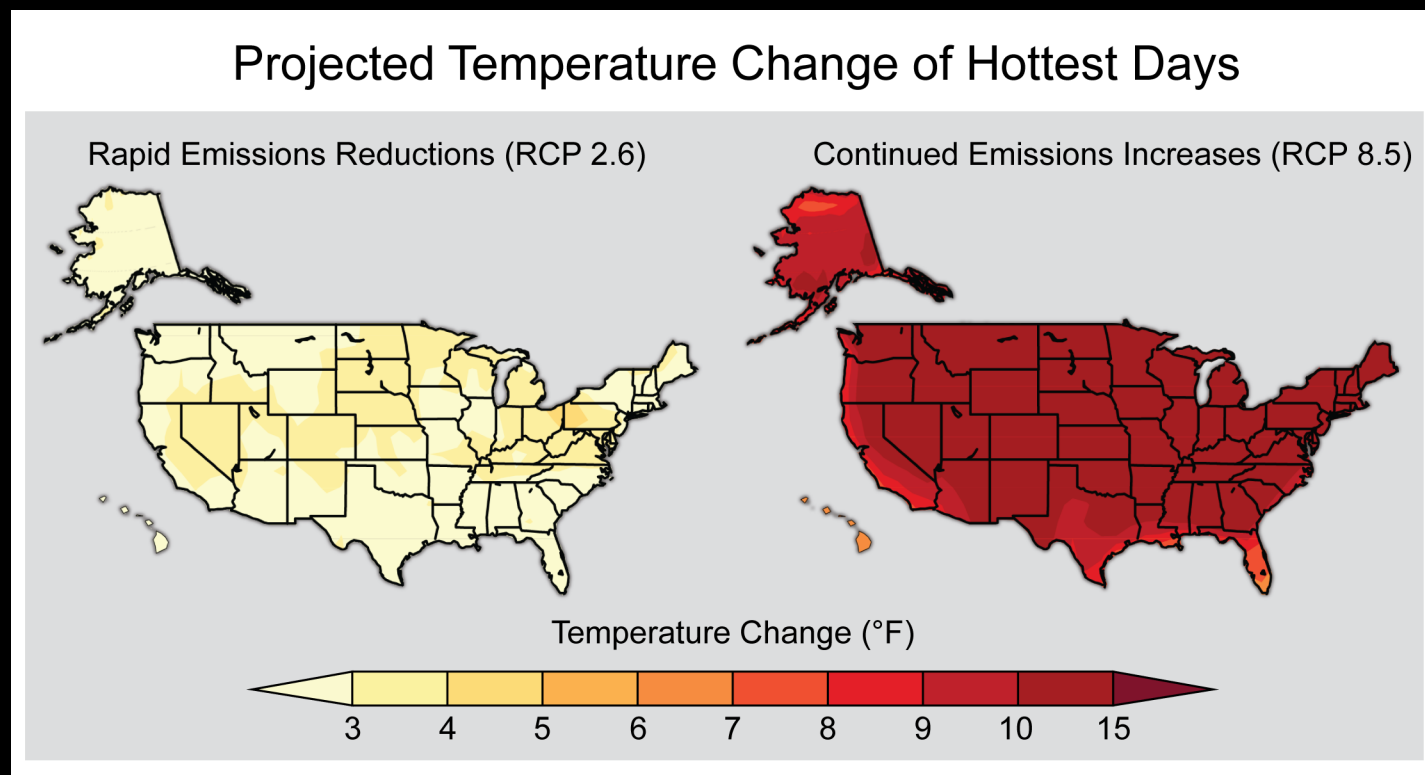 Projected Temperature Change of Hottest Days
Rapid Emissions Reductions (RCP 2.6)
Continued Emissions Increases (RCP 8.5)
Temperature Change (°F)
3 4 5 6 7 8 9 10 15